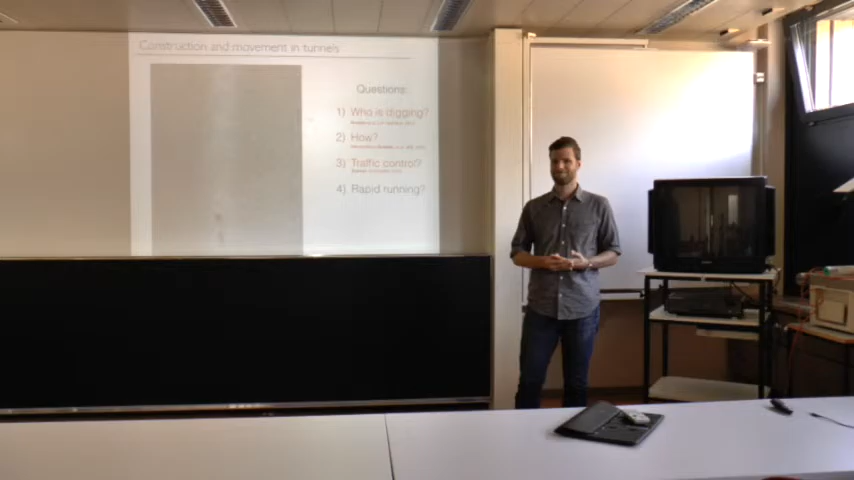 Construction and movement in tunnels
Questions:
1) Who is digging?
2) How?
3) Traffic control?
4) Rapid running?